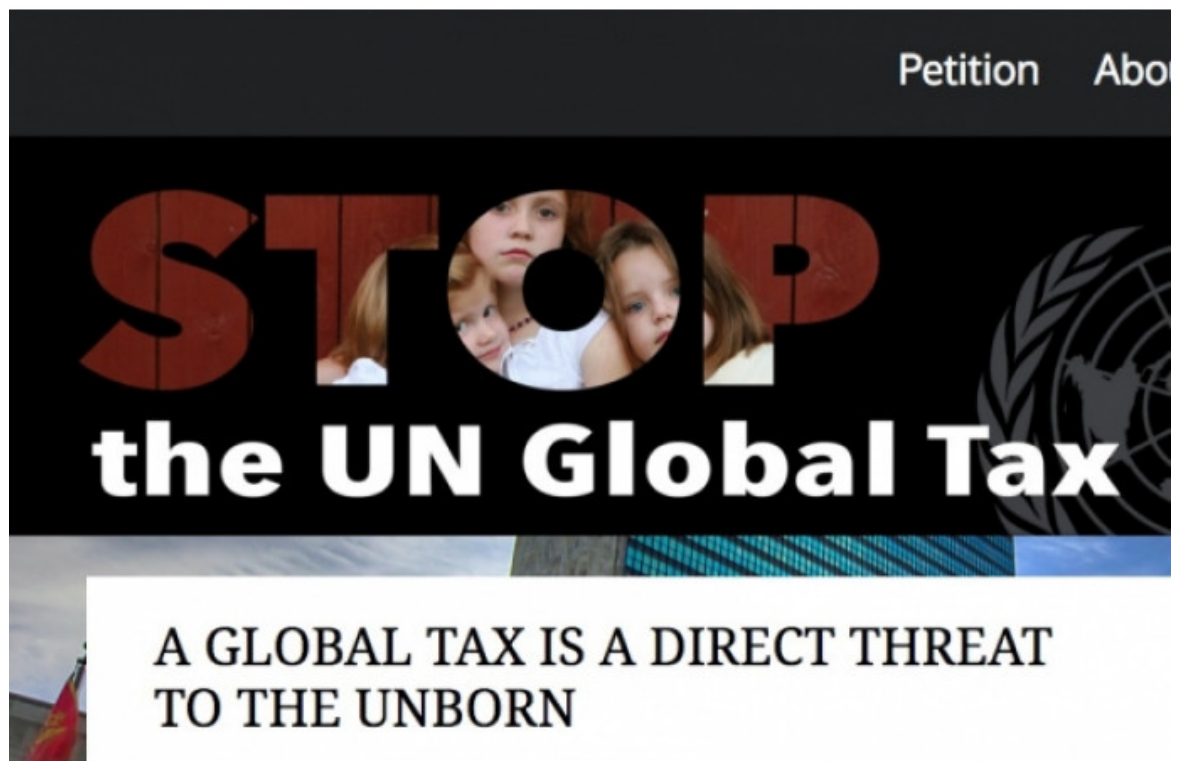 Petition Abou
STOP
the UN Global Tax
A GLOBAL TAX IS A DIRECT THREAT
TO THE UNBORN